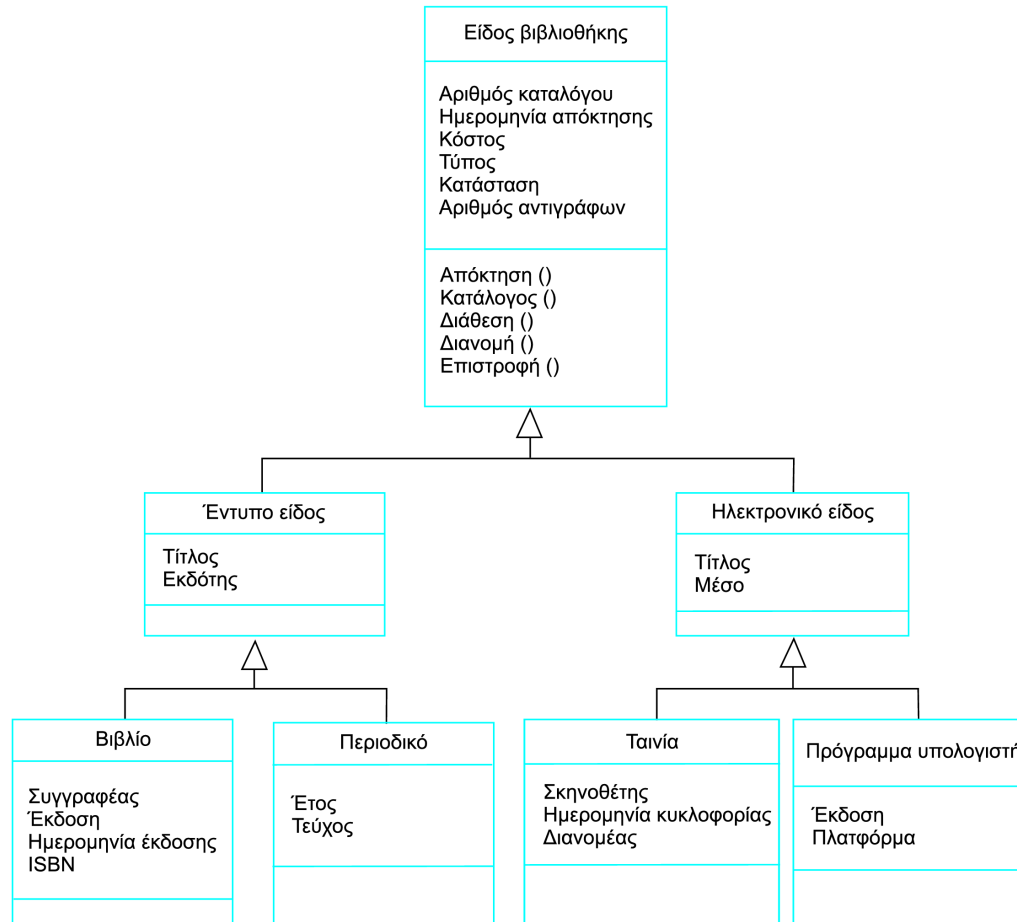 Είδος βιβλιοθήκης
Αριθμός καταλόγου
Ημερομηνία απόκτησης
Κόστος
Τύπος
Κατάσταση
Αριθμός αντιγράφων
Απόκτηση ()
Κατάλογος ()
Διάθεση ()
Διανομή ()
Επιστροφή ()
Έντυπο είδος
Τίτλος
Εκδότης
Ηλεκτρονικό είδος
Τίτλος
Μέσο
Βιβλίο
Συγγραφέας
Έκδοση
Ημερομηνία έκδοσης
ISBN
Περιοδικό
Έτος
Τεύχος
Ταινία
Σκηνοθέτης
Ημερομηνία κυκλοφορίας
Διανομέας
Πρόγραμμα υπολογιστή
Έκδοση
Πλατφόρμα